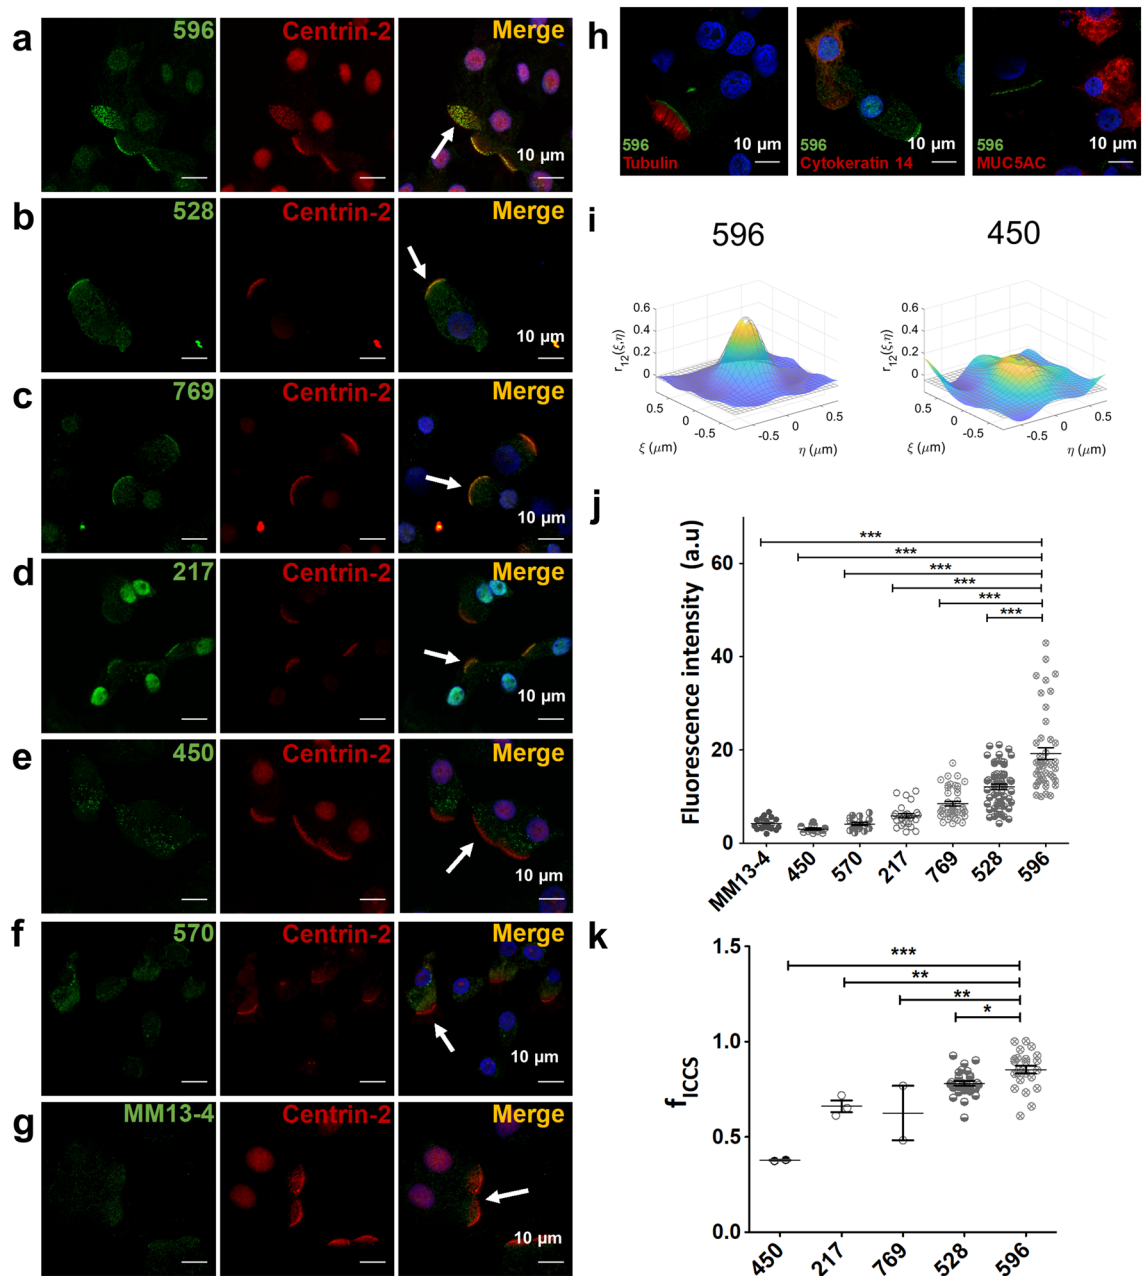 a
596
Centrin-2
Merge
10 µm
b
528
Centrin-2
Merge
10 µm
c
769
Centrin-2
Merge
10 µm
d
217
Centrin-2
Merge
10 µm
e
450
Centrin-2
Merge
10 µm
f
570
Centrin-2
Merge
10 µm
g
MM13-4
Centrin-2
Merge
10 µm
h
596
Tubulin
10 µm
596
Cytokeratin 14
10 µm
596
MUC5AC
10 µm
i
596
450
r12(ξ,η)
0.6
0.4
0.2
0
0.5
0
-0.5
ξ (µm)
-0.5
0
0.5
η (µm)
r12(ξ,η)
0.6
0.4
0.2
0
0.5
0
-0.5
ξ (µm)
-0.5
0
0.5
η (µm)
j
Fluorescence intensity (a.u)
60
40
20
0
***
***
***
***
***
***
MM13-4
450
570
217
769
528
596
k
fICCS
1.5
1.0
0.5
0.0
***
**
**
*
450
217
769
528
596